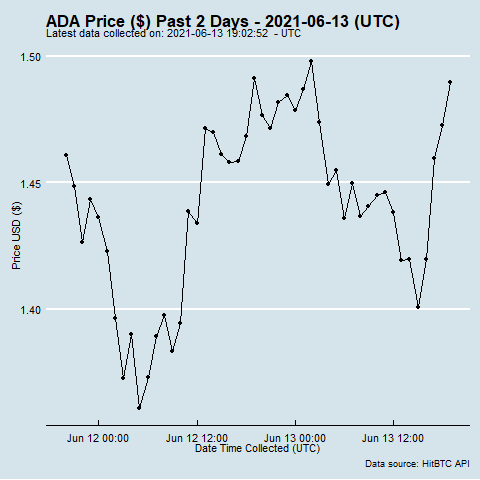 ADA Price ($) Past 2 Days - 2021-06-13 (UTC)
Latest data collected on: 2021-06-13 19:02:52 - UTC
1.50
1.45
1.40
Price USD ($)
Jun 12 00:00
Jun 12 12:00
Jun 13 00:00
Jun 13 12:00
Date Time Collected (UTC)
Data source: HitBTC API